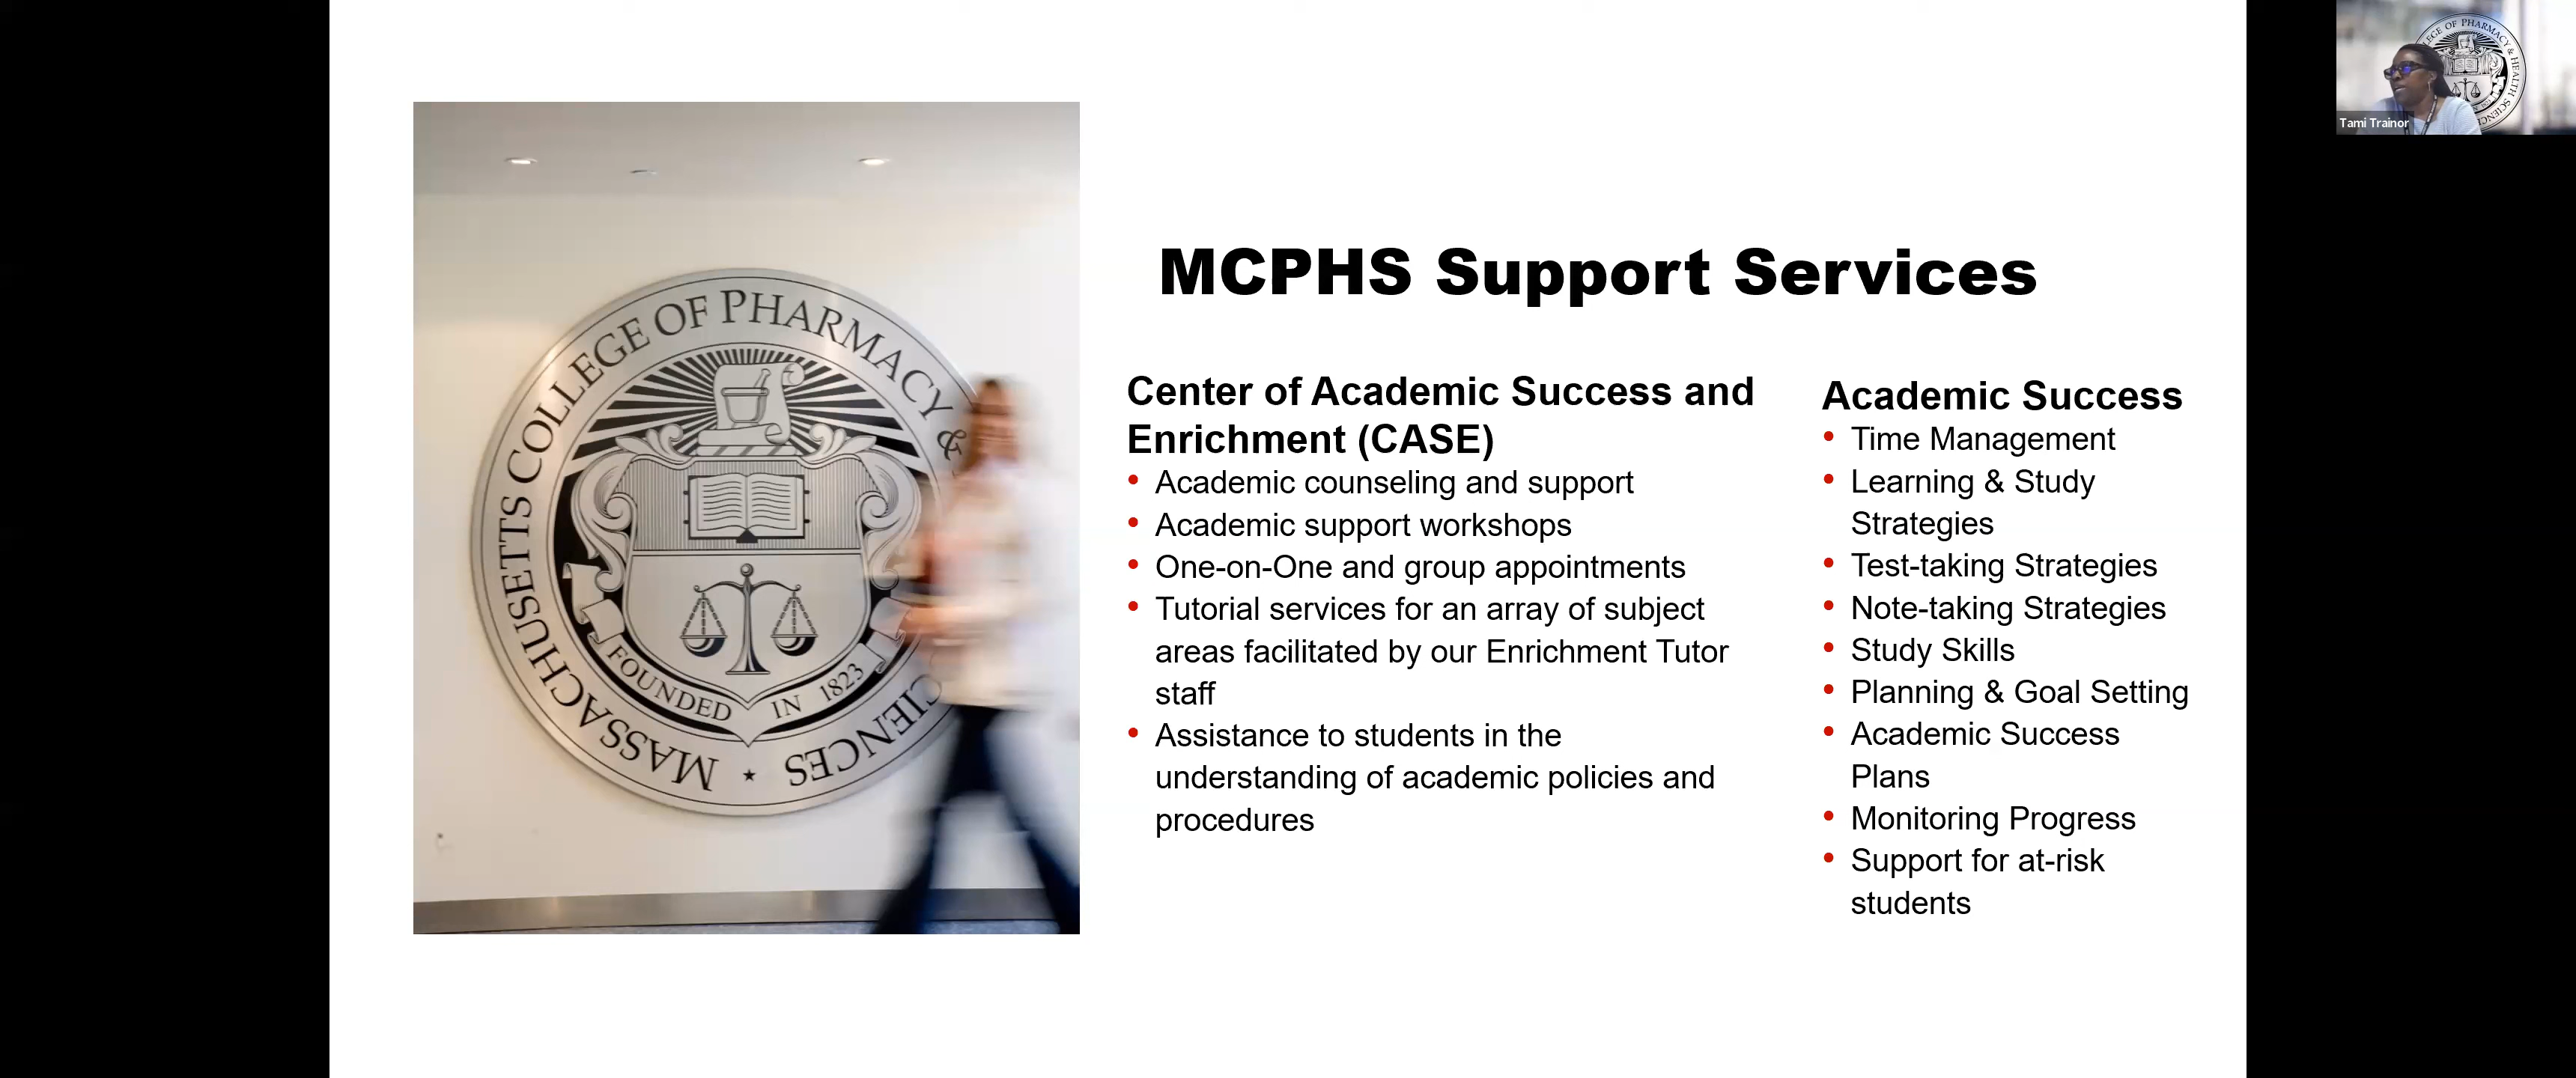 MASSACHUSETTS COLLEGE OF PHARMACY &
SCIENCES
FOUNDED IN 1823
MCPHS Support Services
Center of Academic Success and
Enrichment (CASE)
• Academic counseling and support
• Academic support workshops
• One-on-One and group appointments
• Tutorial services for an array of subject
areas facilitated by our Enrichment Tutor
staff
• Assistance to students in the
understanding of academic policies and
procedures
Academic Success
• Time Management
• Learning & Study
Strategies
• Test-taking Strategies
• Note-taking Strategies
• Study Skills
• Planning & Goal Setting
• Academic Success
Plans
• Monitoring Progress
• Support for at-risk
students
OF PHARMACY & HEALTH
Tami Trainor